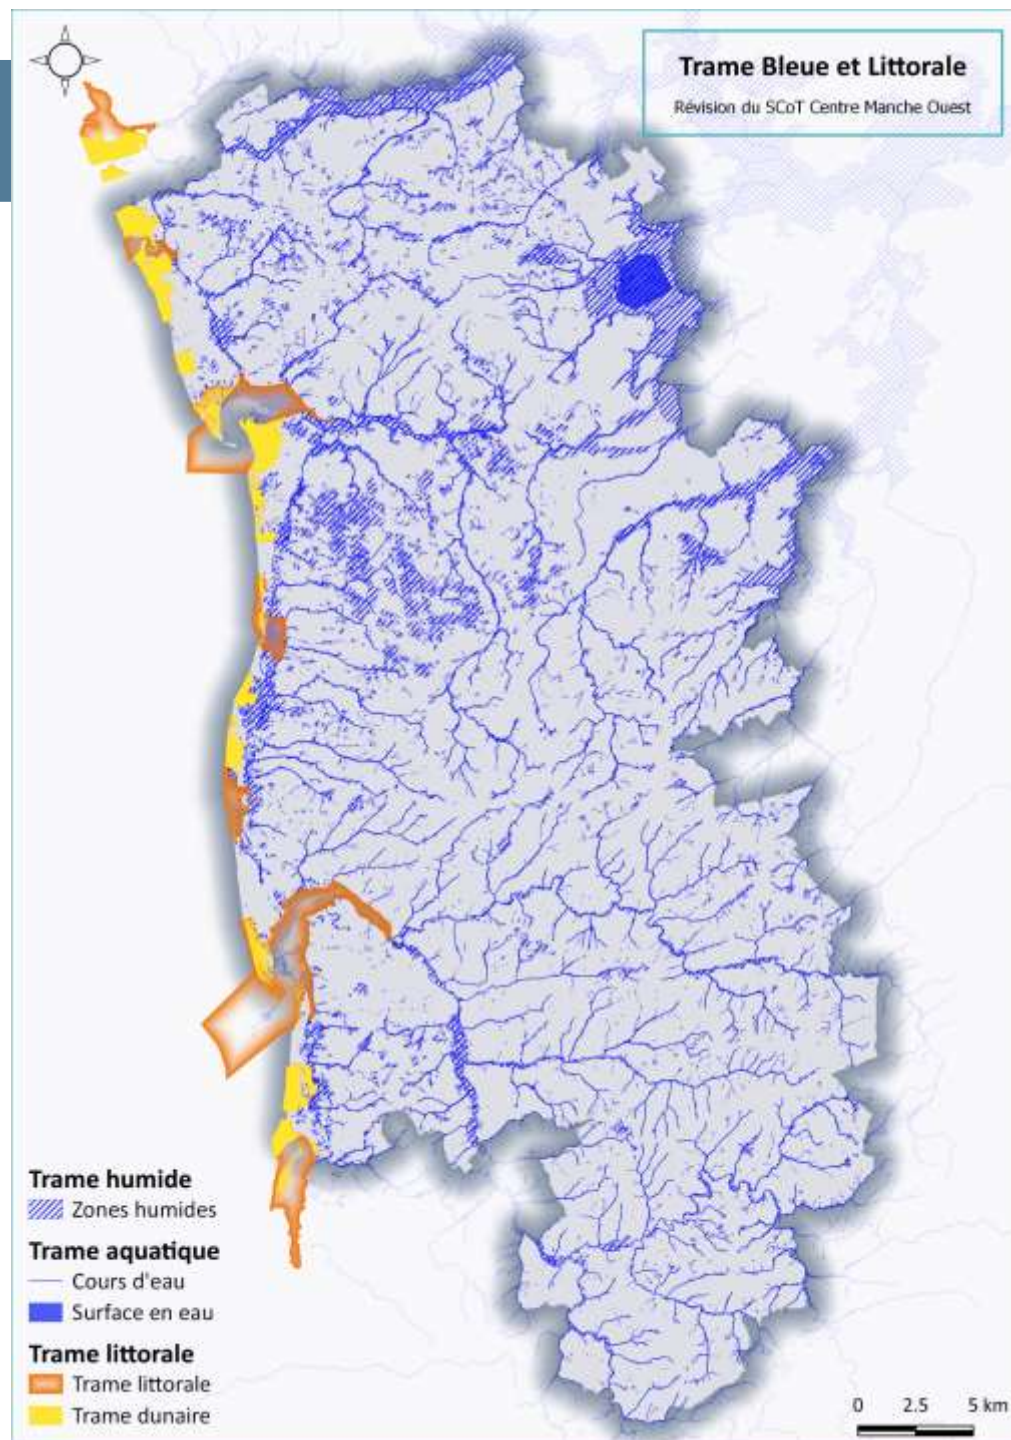 Trame Bleue et Littorale
Révision du SCoT Centre Manche Ouest
Trame humide
Zones humides
Trame aquatique
Cours d'eau
Surface en eau
Trame littorale
Trame littorale
Trame dunaire
0 2.5 5 km